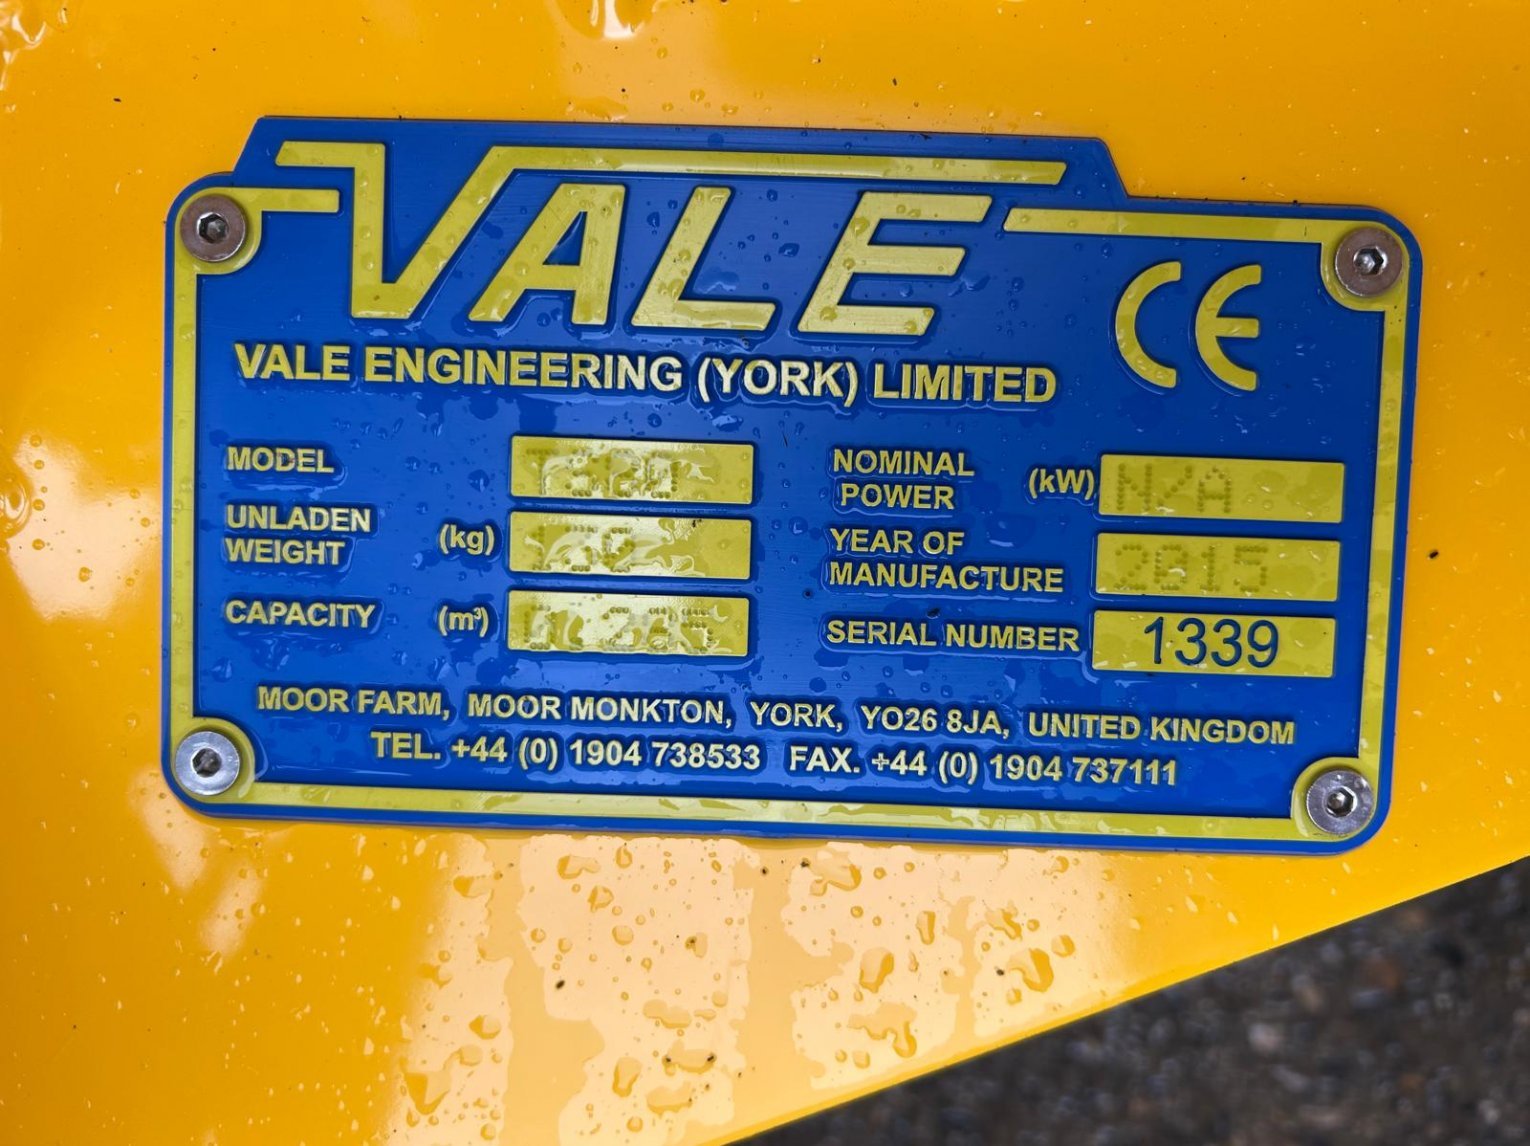 VALE
CE
VALE ENGINEERING (YORK) LIMITED
MODEL
UNLADEN WEIGHT (kg)
CAPACITY (m³)
NOMINAL POWER (kW) N/A
YEAR OF MANUFACTURE 2015
SERIAL NUMBER 1339
MOOR FARM, MOOR MONKTON, YORK, YO26 8JA, UNITED KINGDOM
TEL. +44 (0) 1904 738533 FAX. +44 (0) 1904 737111